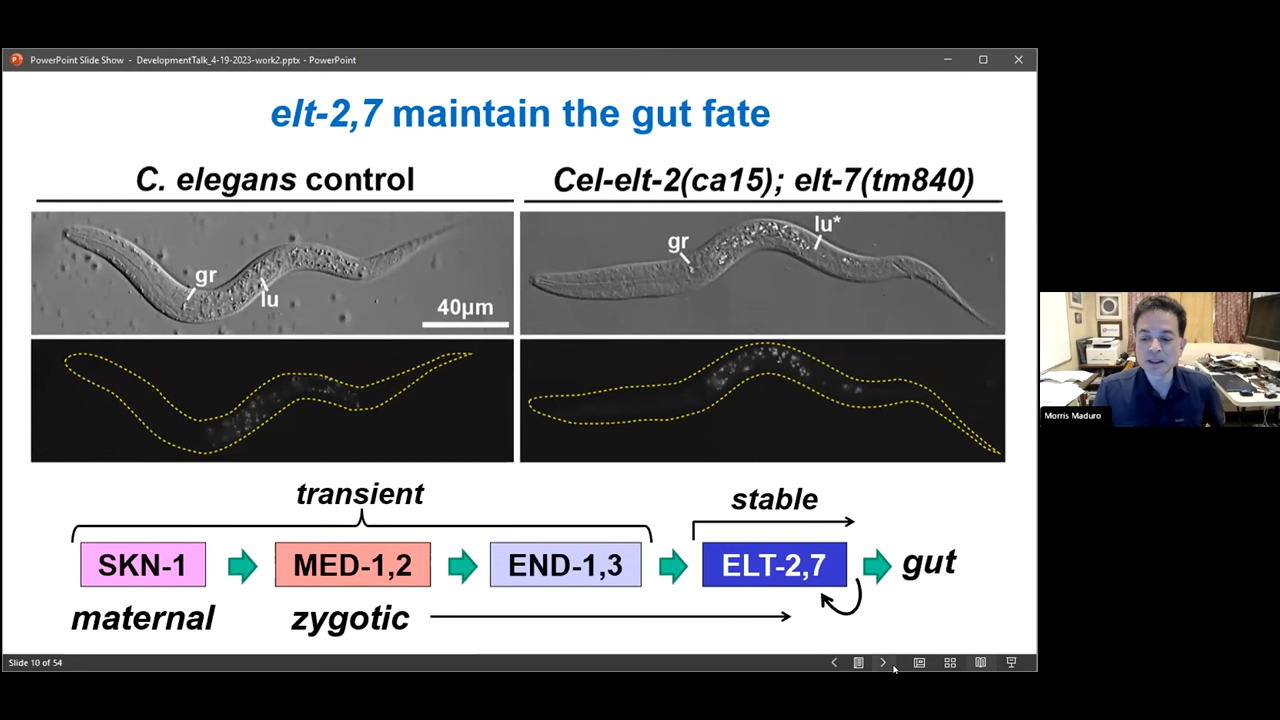 PowerPoint Slide Show - DevelopmentTalk_4-19-2023-work2.pptx - PowerPoint
elt-2,7 maintain the gut fate
C. elegans control
Cel-elt-2(ca15); elt-7(tm840)
gr
lu
40µm
gr
lu*
transient
stable
SKN-1
MED-1,2
END-1,3
ELT-2,7
gut
maternal
zygotic
Slide 10 of 54
Morris Maduro